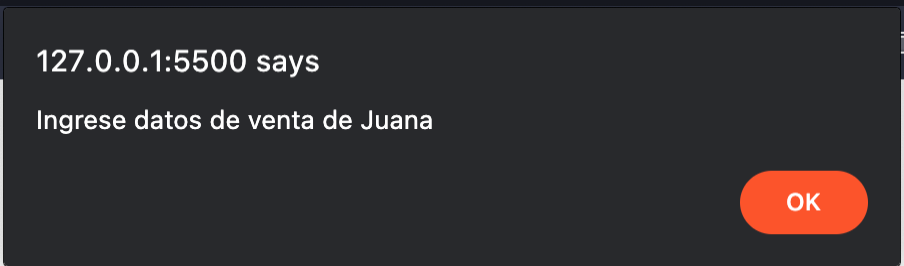 127.0.0.1:5500 says
Ingrese datos de venta de Juana
OK